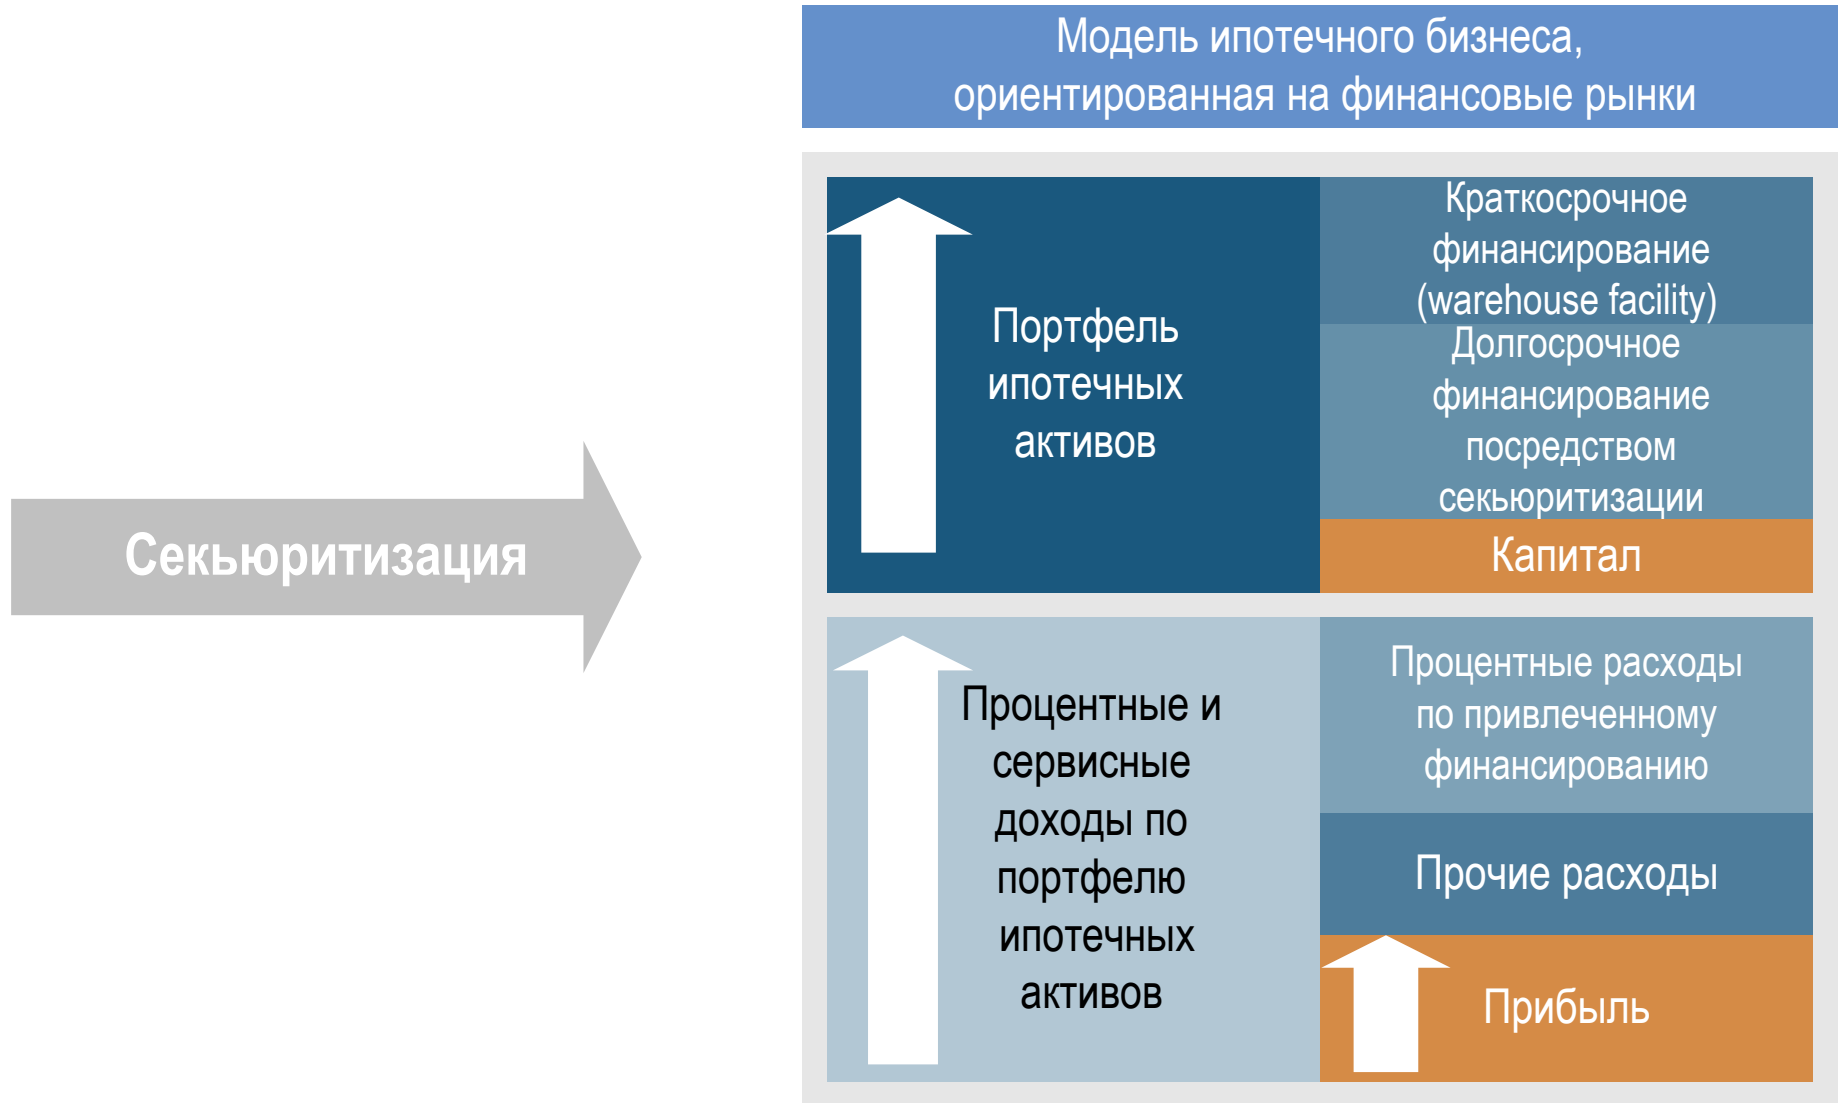 Модель ипотечного бизнеса,
ориентированная на финансовые рынки
Секьюритизация
Портфель
ипотечных
активов
Краткосрочное
финансирование
(warehouse facility)
Долгосрочное
финансирование
посредством
секьюритизации
Капитал
Процентные и
сервисные
доходы по
портфелю
ипотечных
активов
Процентные расходы
по привлеченному
финансированию
Прочие расходы
Прибыль